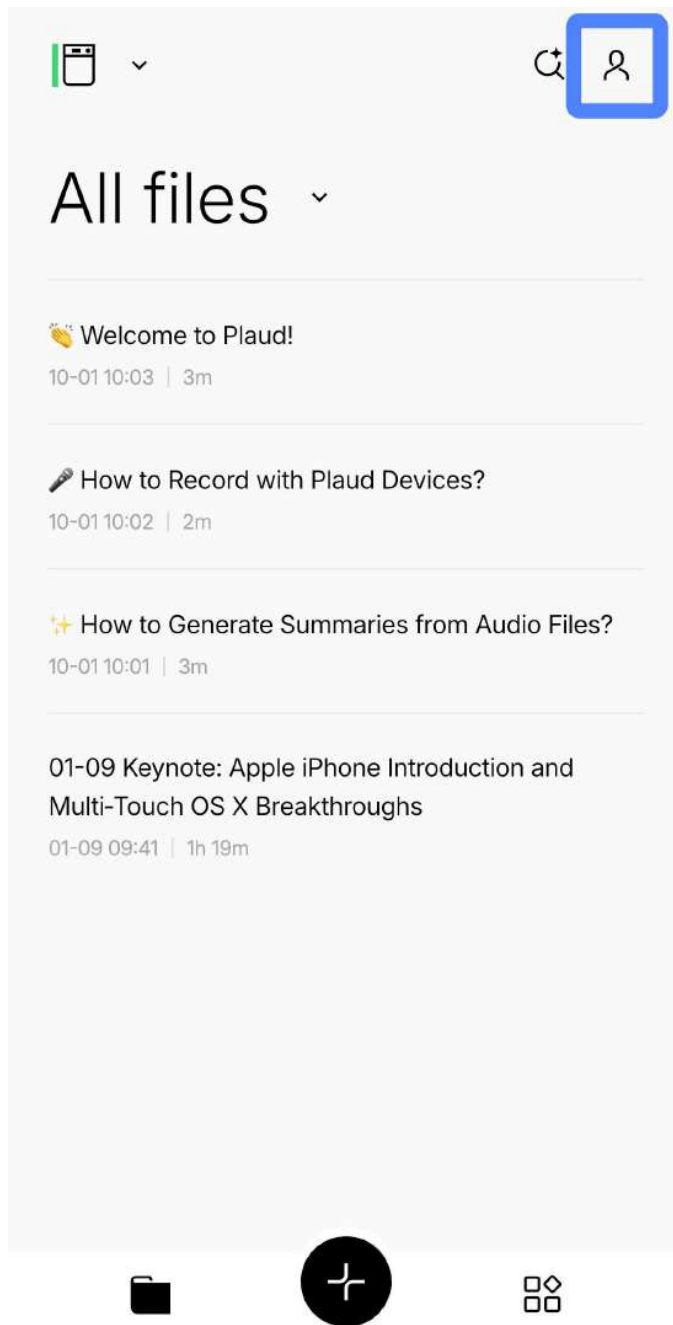 All files
👏 Welcome to Plaud!
10-01 10:03 | 3m
🎤 How to Record with Plaud Devices?
10-01 10:02 | 2m
✨ How to Generate Summaries from Audio Files?
10-01 10:01 | 3m
01-09 Keynote: Apple iPhone Introduction and
Multi-Touch OS X Breakthroughs
01-09 09:41 | 1h 19m